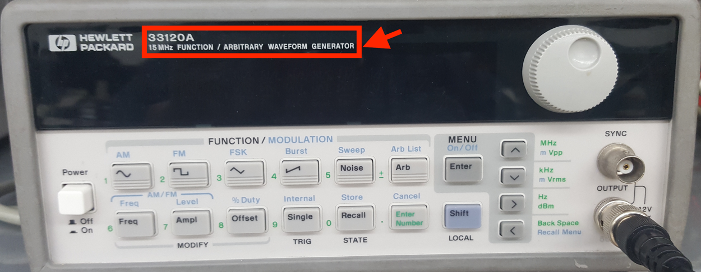 hp HEWLETT
PACKARD
33120A
15 MHz FUNCTION / ARBITRARY WAVEFORM GENERATOR
FUNCTION / MODULATION
MENU
On/Off
AM FM FSK Burst Sweep Arb List
1 2 3 4 5 Noise ± Arb
Enter
Power
Off
On
AM/FM
Freq Level % Duty Internal Store Cancel
6 Freq 7 Ampl 8 Offset 9 Single 0 Recall . Enter
Number
Shift
MODIFY
TRIG
STATE
LOCAL
MHz
m Vpp
kHz
m Vrms
Hz
dBm
Back Space
Recall Menu
SYNC
OUTPUT